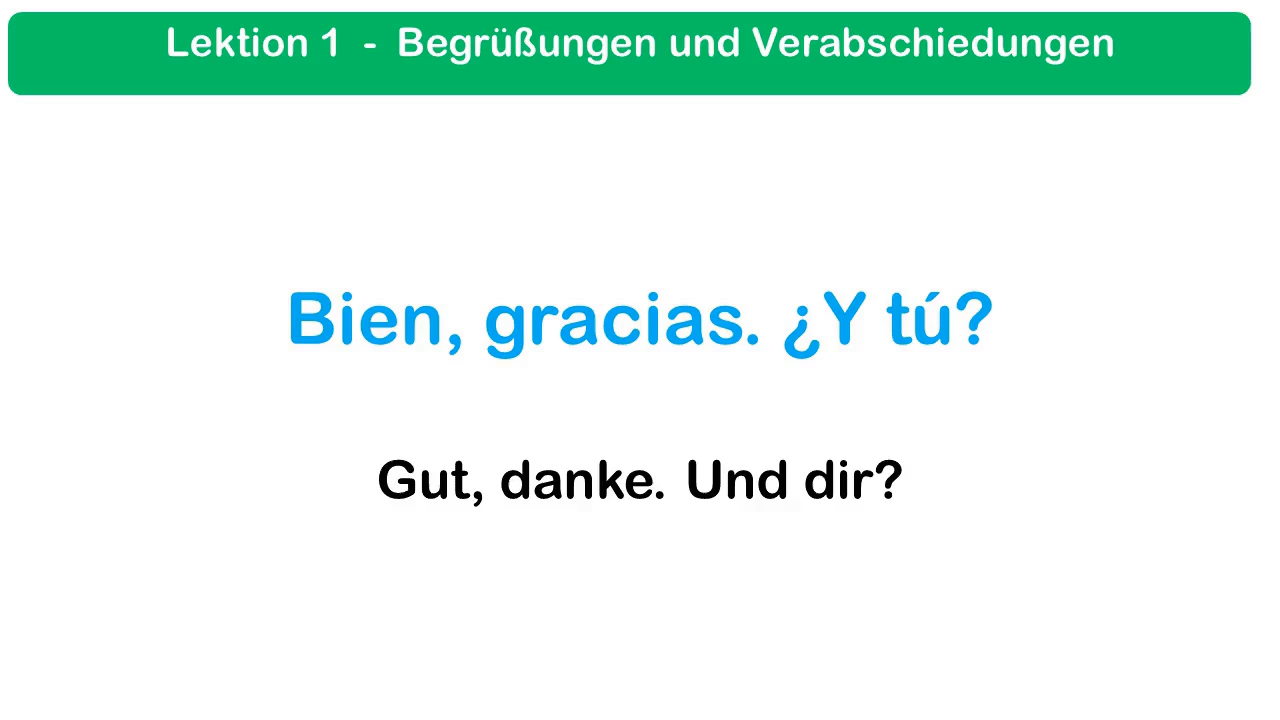 Lektion 1 - Begrüßungen und Verabschiedungen
Bien, gracias. ¿Y tú?
Gut, danke. Und dir?